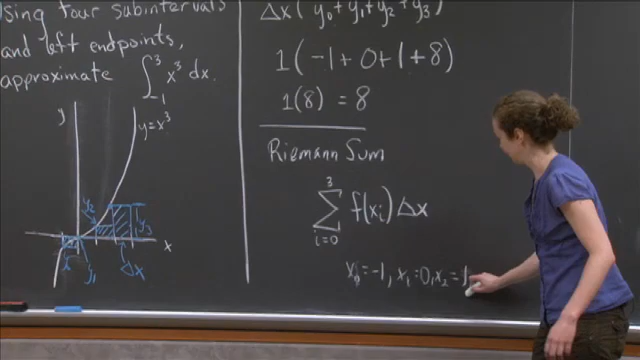 Using four subintervals
and left endpoints,
approximate ∫_{-1}^{3} x³ dx.
y
y=x³
y₂
y₃
x
y₁
Δx
Δx(y₀+y₁+y₂+y₃)
1(-1+0+1+8)
1(8) = 8
Riemann Sum
∑_{i=0}^{3} f(xᵢ)Δx
x₀=-1, x₁=0, x₂=1,